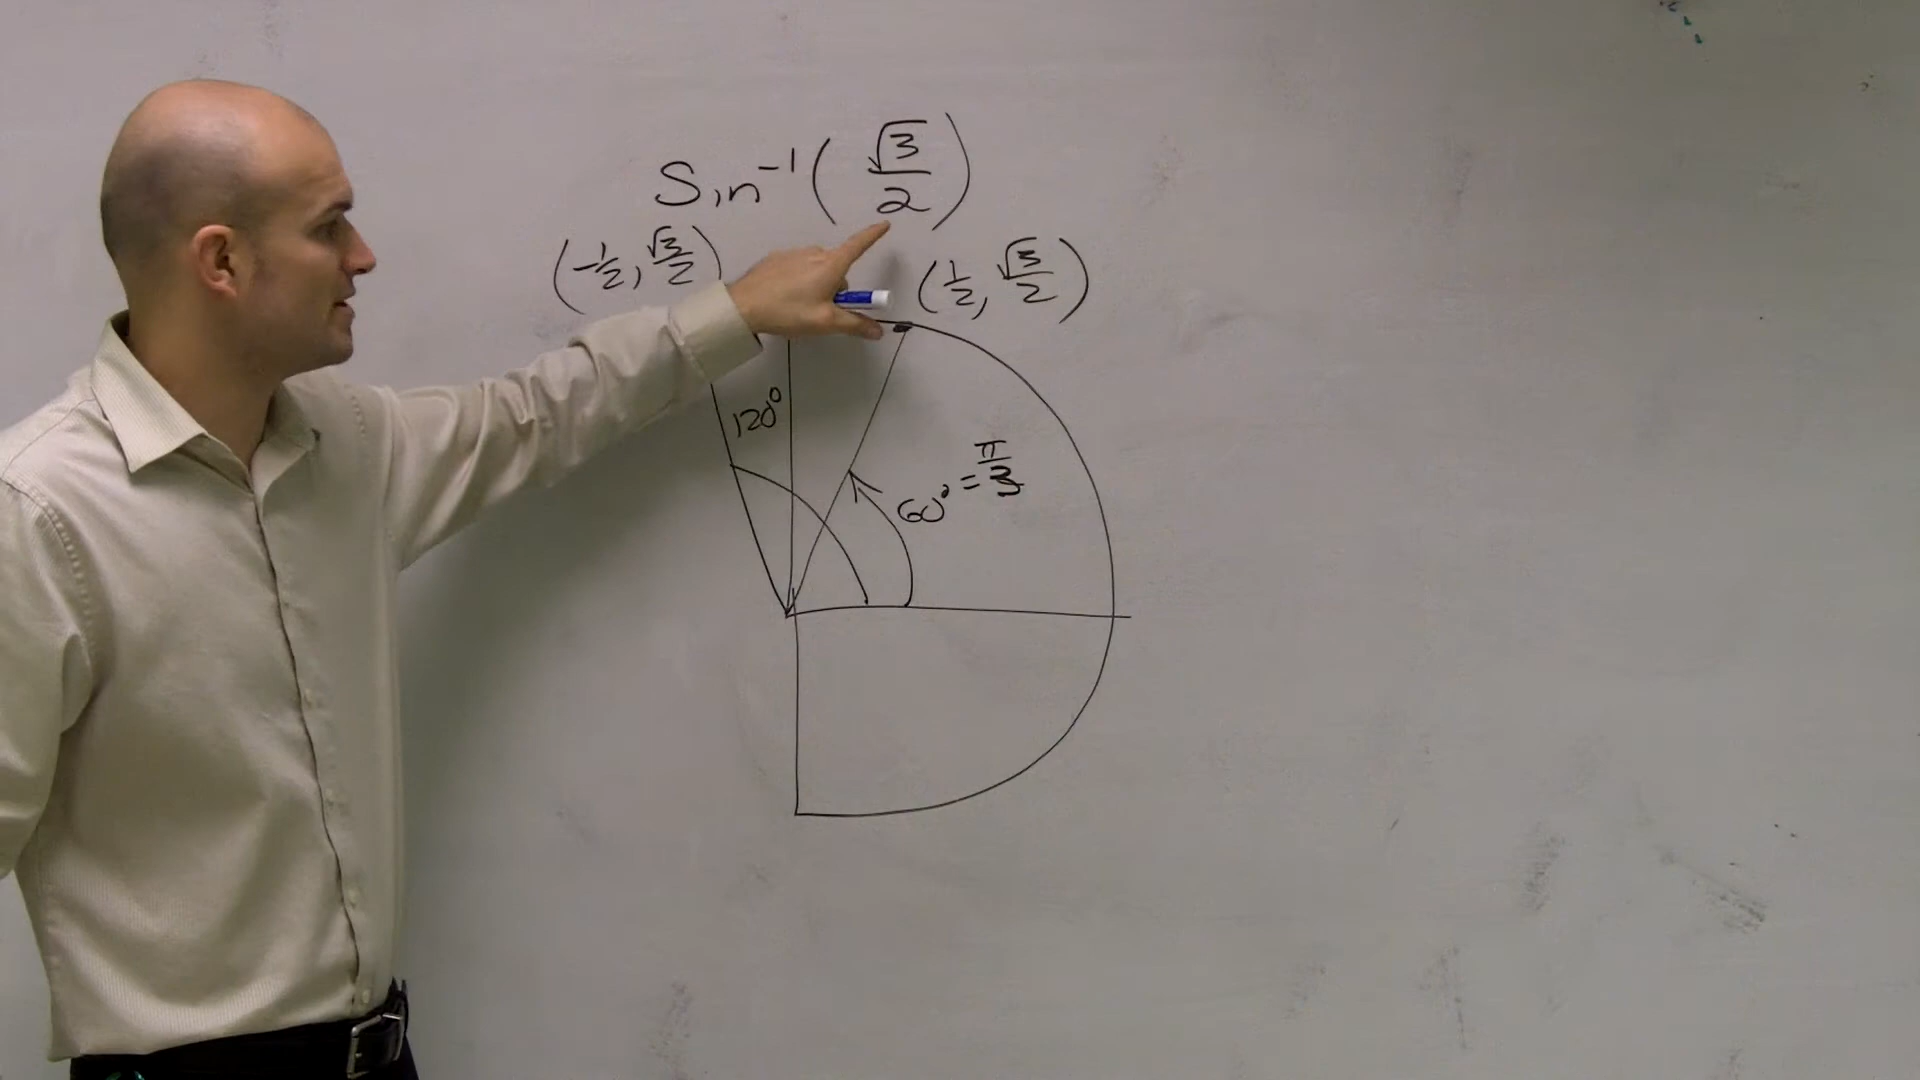 Sin⁻¹(√3/2)
(-1/2, √3/2)
(1/2, √3/2)
120°
60° = π/3